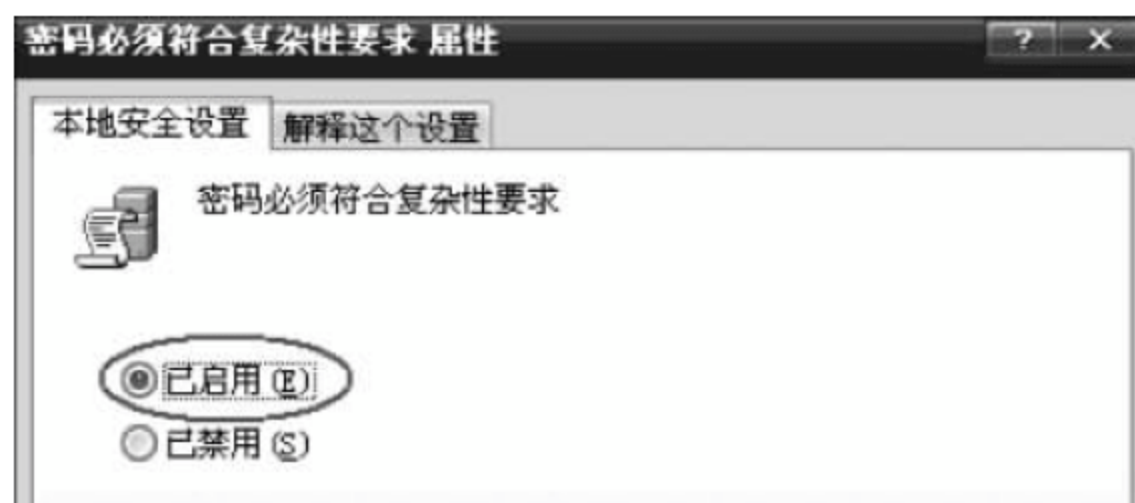 密码必须符合复杂性要求 属性 ? ×
本地安全设置 解释这个设置
密码必须符合复杂性要求
已启用(E)
已禁用(S)